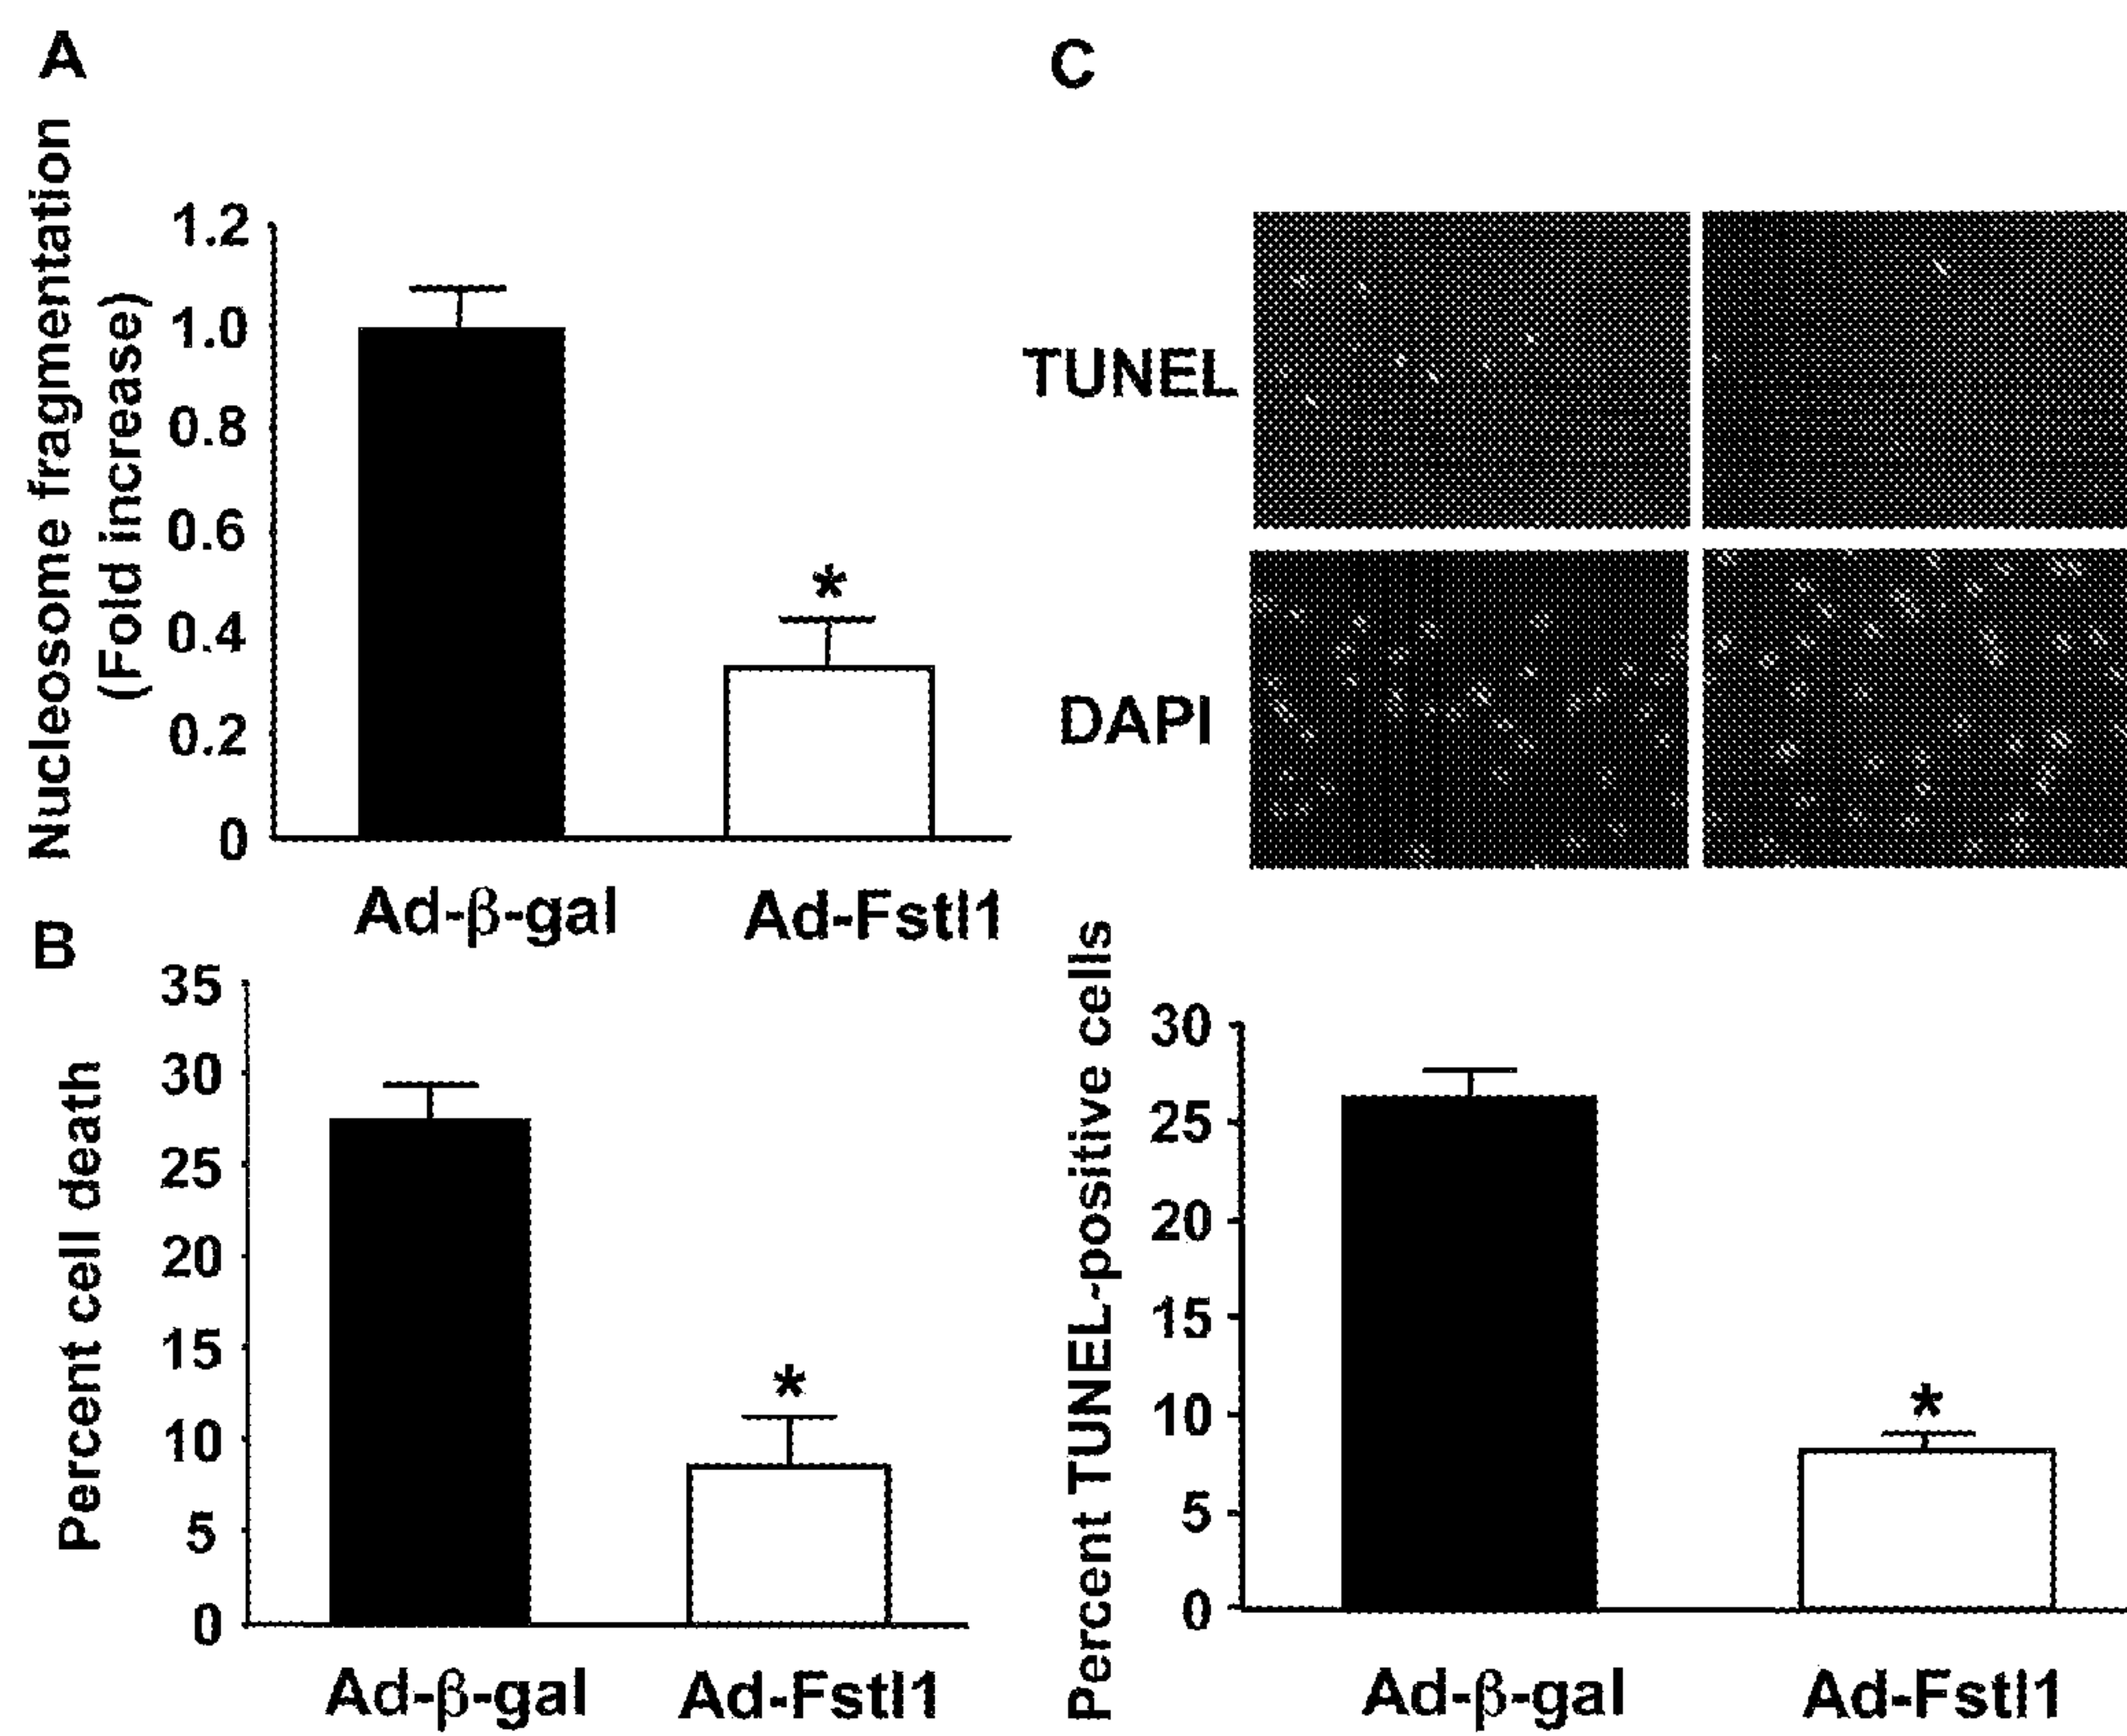 A
Nucleosome fragmentation
(Fold increase)
1.2
1.0
0.8
0.6
0.4
0.2
0
*
Ad-β-gal
Ad-Fstl1
B
Percent cell death
35
30
25
20
15
10
5
0
*
Ad-β-gal
Ad-Fstl1
C
TUNEL
DAPI
Percent TUNEL-positive cells
30
25
20
15
10
5
0
*
Ad-β-gal
Ad-Fstl1